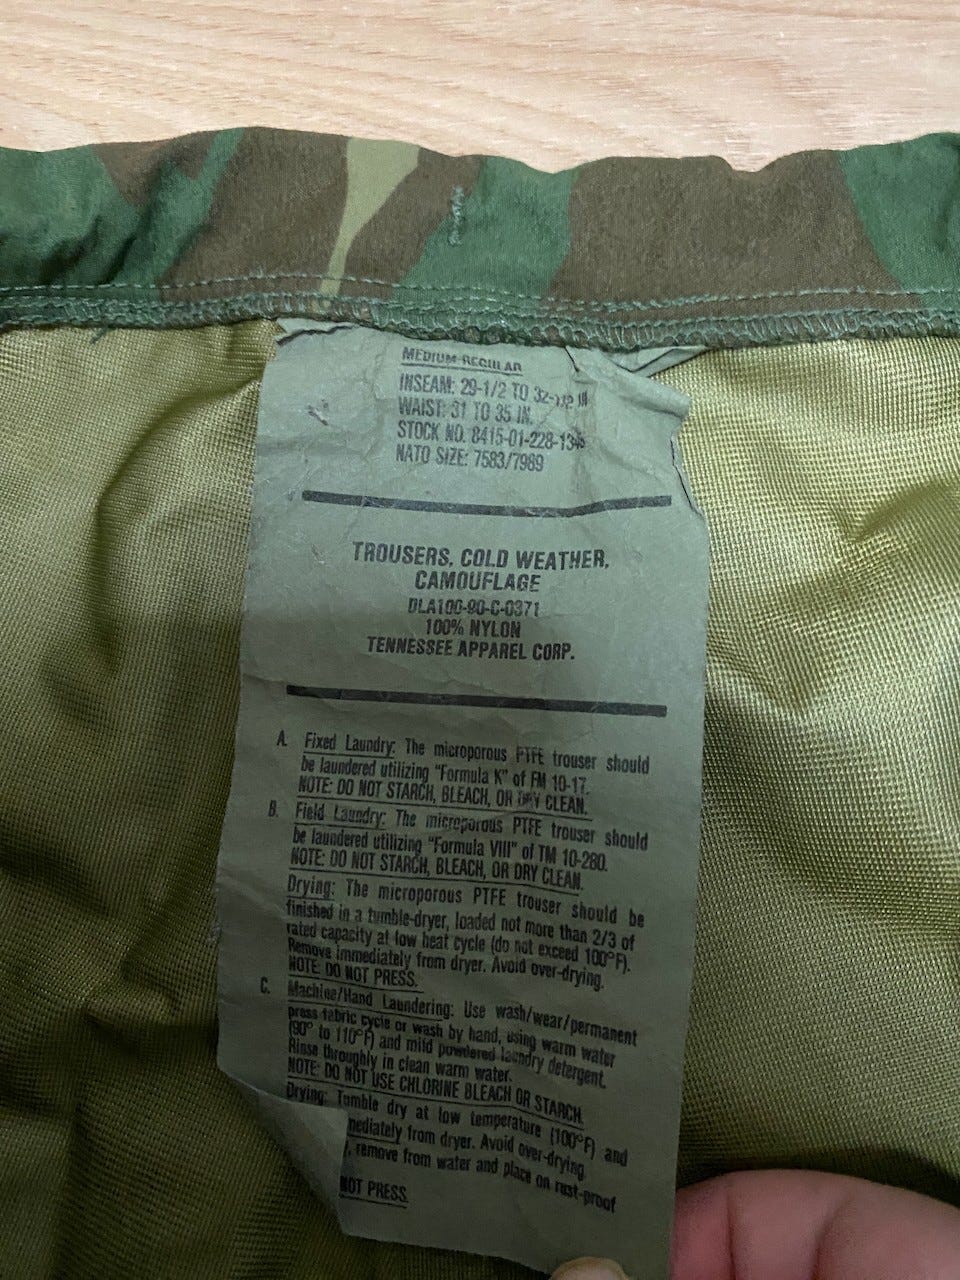 MEDIUM-REGULAR
INSEAM: 29-1/2 TO 32-1/2 IN
WAIST: 31 TO 35 IN.
STOCK NO. 8415-01-228-134
NATO SIZE: 7583/7989
TROUSERS, COLD WEATHER,
CAMOUFLAGE
DLA100-90-C-0371
100% NYLON
TENNESSEE APPAREL CORP.
A. Fixed Laundry: The microporous PTFE trouser should
be laundered utilizing "Formula K" of FM 10-17.
NOTE: DO NOT STARCH, BLEACH, OR DRY CLEAN.
B. Field Laundry: The microporous PTFE trouser should
be laundered utilizing "Formula VIII" of TM 10-280.
NOTE: DO NOT STARCH, BLEACH, OR DRY CLEAN.
Drying: The microporous PTFE trouser should be
finished in a tumble-dryer, loaded not more than 2/3 of
rated capacity at low heat cycle (do not exceed 100°F).
Remove immediately from dryer. Avoid over-drying.
NOTE: DO NOT PRESS.
C. Machine/Hand Laundering: Use wash/wear/permanent
press fabric cycle or wash by hand, using warm water
(90° to 110°F) and mild powdered laundry detergent.
Rinse throughly in clean warm water.
NOTE: DO NOT USE CHLORINE BLEACH OR STARCH.
Drying: Tumble dry at low temperature (100°F) and
mediately from dryer. Avoid over-drying.
, remove from water and place on rust-proof
NOT PRESS.